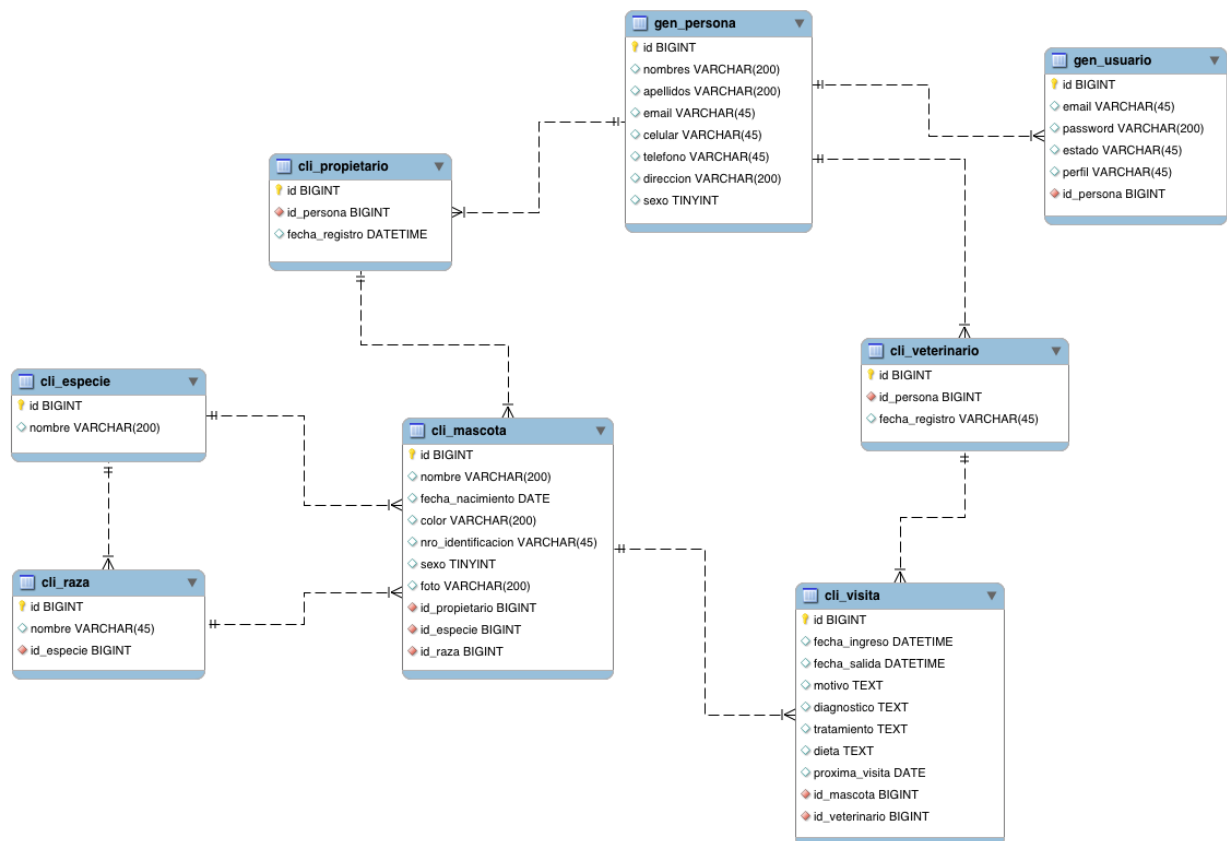 gen_persona
id BIGINT
nombres VARCHAR(200)
apellidos VARCHAR(200)
email VARCHAR(45)
celular VARCHAR(45)
telefono VARCHAR(45)
direccion VARCHAR(200)
sexo TINYINT
gen_usuario
id BIGINT
email VARCHAR(45)
password VARCHAR(200)
estado VARCHAR(45)
perfil VARCHAR(45)
id_persona BIGINT
cli_propietario
id BIGINT
id_persona BIGINT
fecha_registro DATETIME
cli_veterinario
id BIGINT
id_persona BIGINT
fecha_registro VARCHAR(45)
cli_especie
id BIGINT
nombre VARCHAR(200)
cli_mascota
id BIGINT
nombre VARCHAR(200)
fecha_nacimiento DATE
color VARCHAR(200)
nro_identificacion VARCHAR(45)
sexo TINYINT
foto VARCHAR(200)
id_propietario BIGINT
id_especie BIGINT
id_raza BIGINT
cli_raza
id BIGINT
nombre VARCHAR(45)
id_especie BIGINT
cli_visita
id BIGINT
fecha_ingreso DATETIME
fecha_salida DATETIME
motivo TEXT
diagnostico TEXT
tratamiento TEXT
dieta TEXT
proxima_visita DATE
id_mascota BIGINT
id_veterinario BIGINT